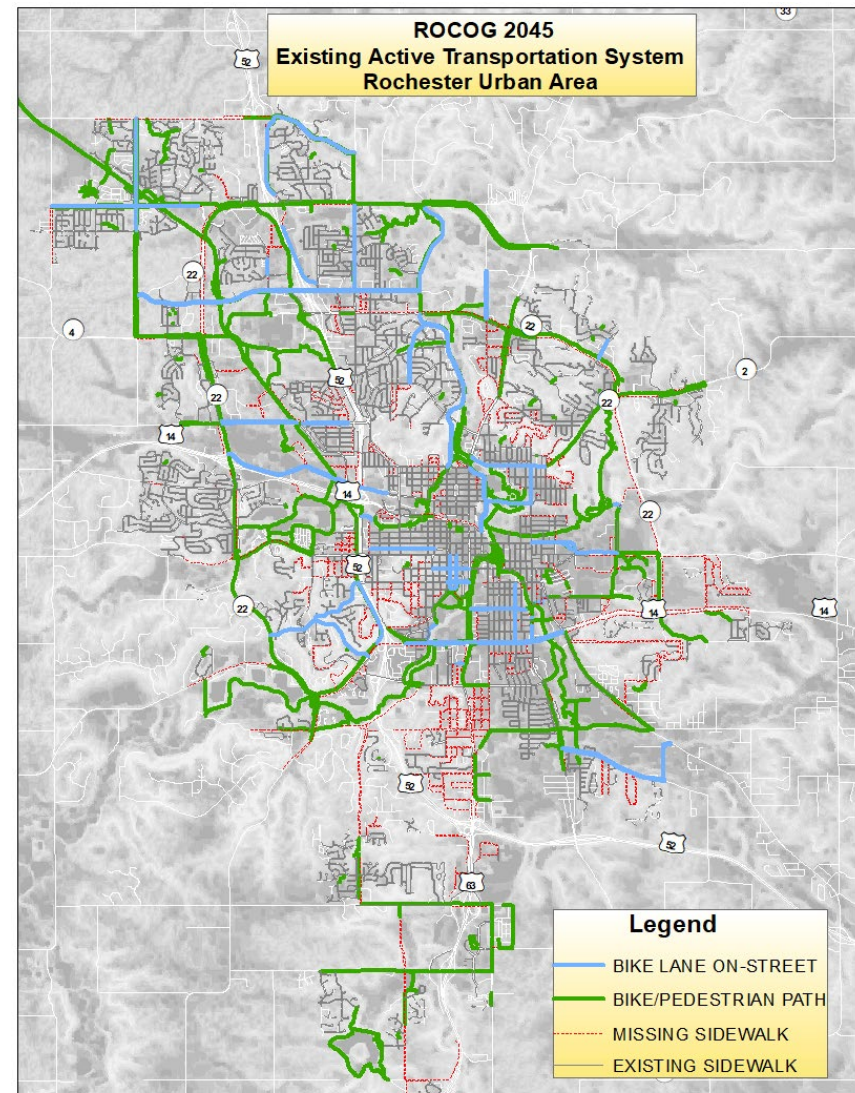 33
ROCOG 2045
Existing Active Transportation System
Rochester Urban Area
52
22
4
22
52
2
22
22
14
14
22
52
14
14
22
52
52
63
Legend
BIKE LANE ON-STREET
BIKE/PEDESTRIAN PATH
MISSING SIDEWALK
EXISTING SIDEWALK